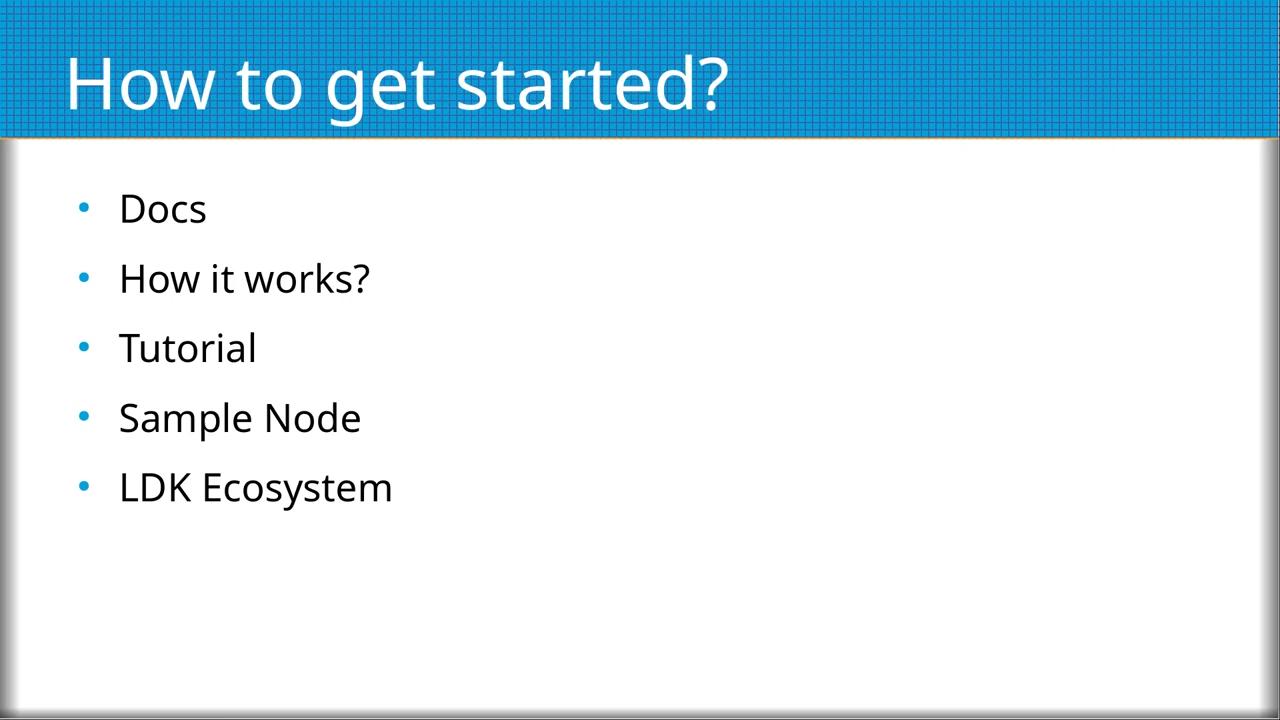 How to get started?
Docs
How it works?
Tutorial
Sample Node
LDK Ecosystem